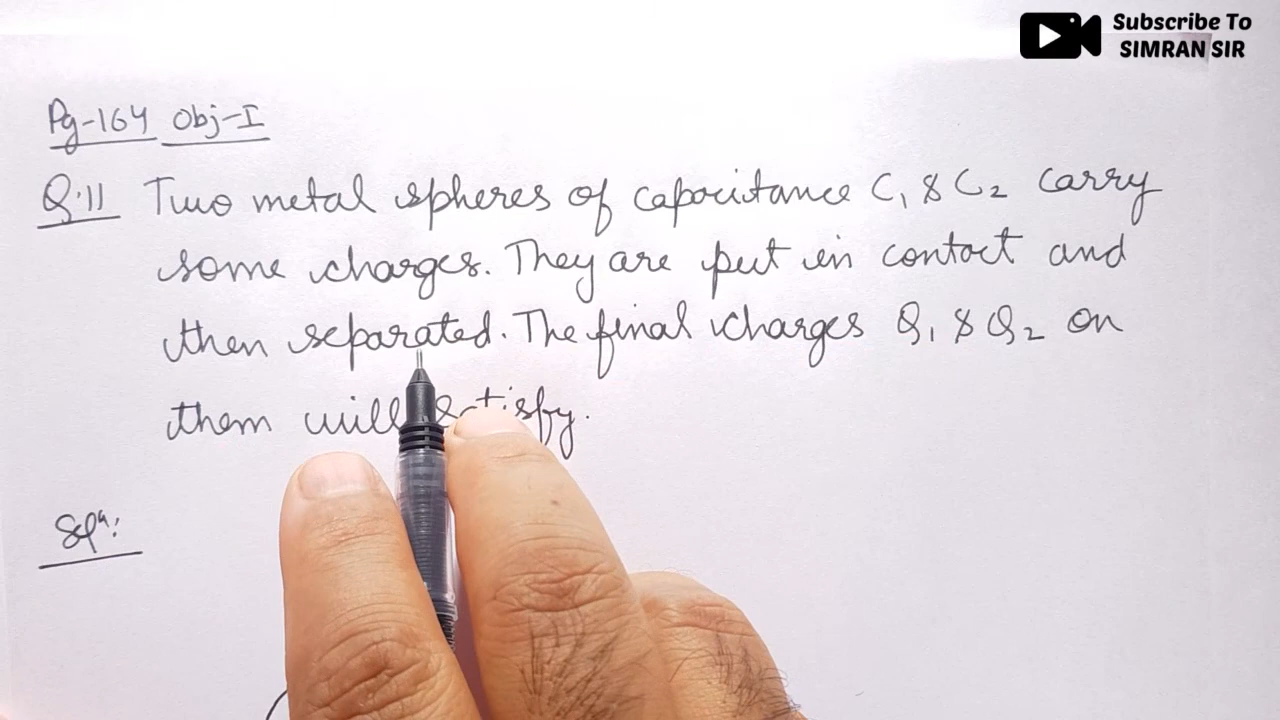 Subscribe To
SIMRAN SIR
Pg-164 Obj-I
Q.11 Two metal spheres of capacitance C₁ & C₂ carry
some charges. They are put in contact and
then separated. The final charges Q₁ & Q₂ on
them will satisfy.
Solⁿ: